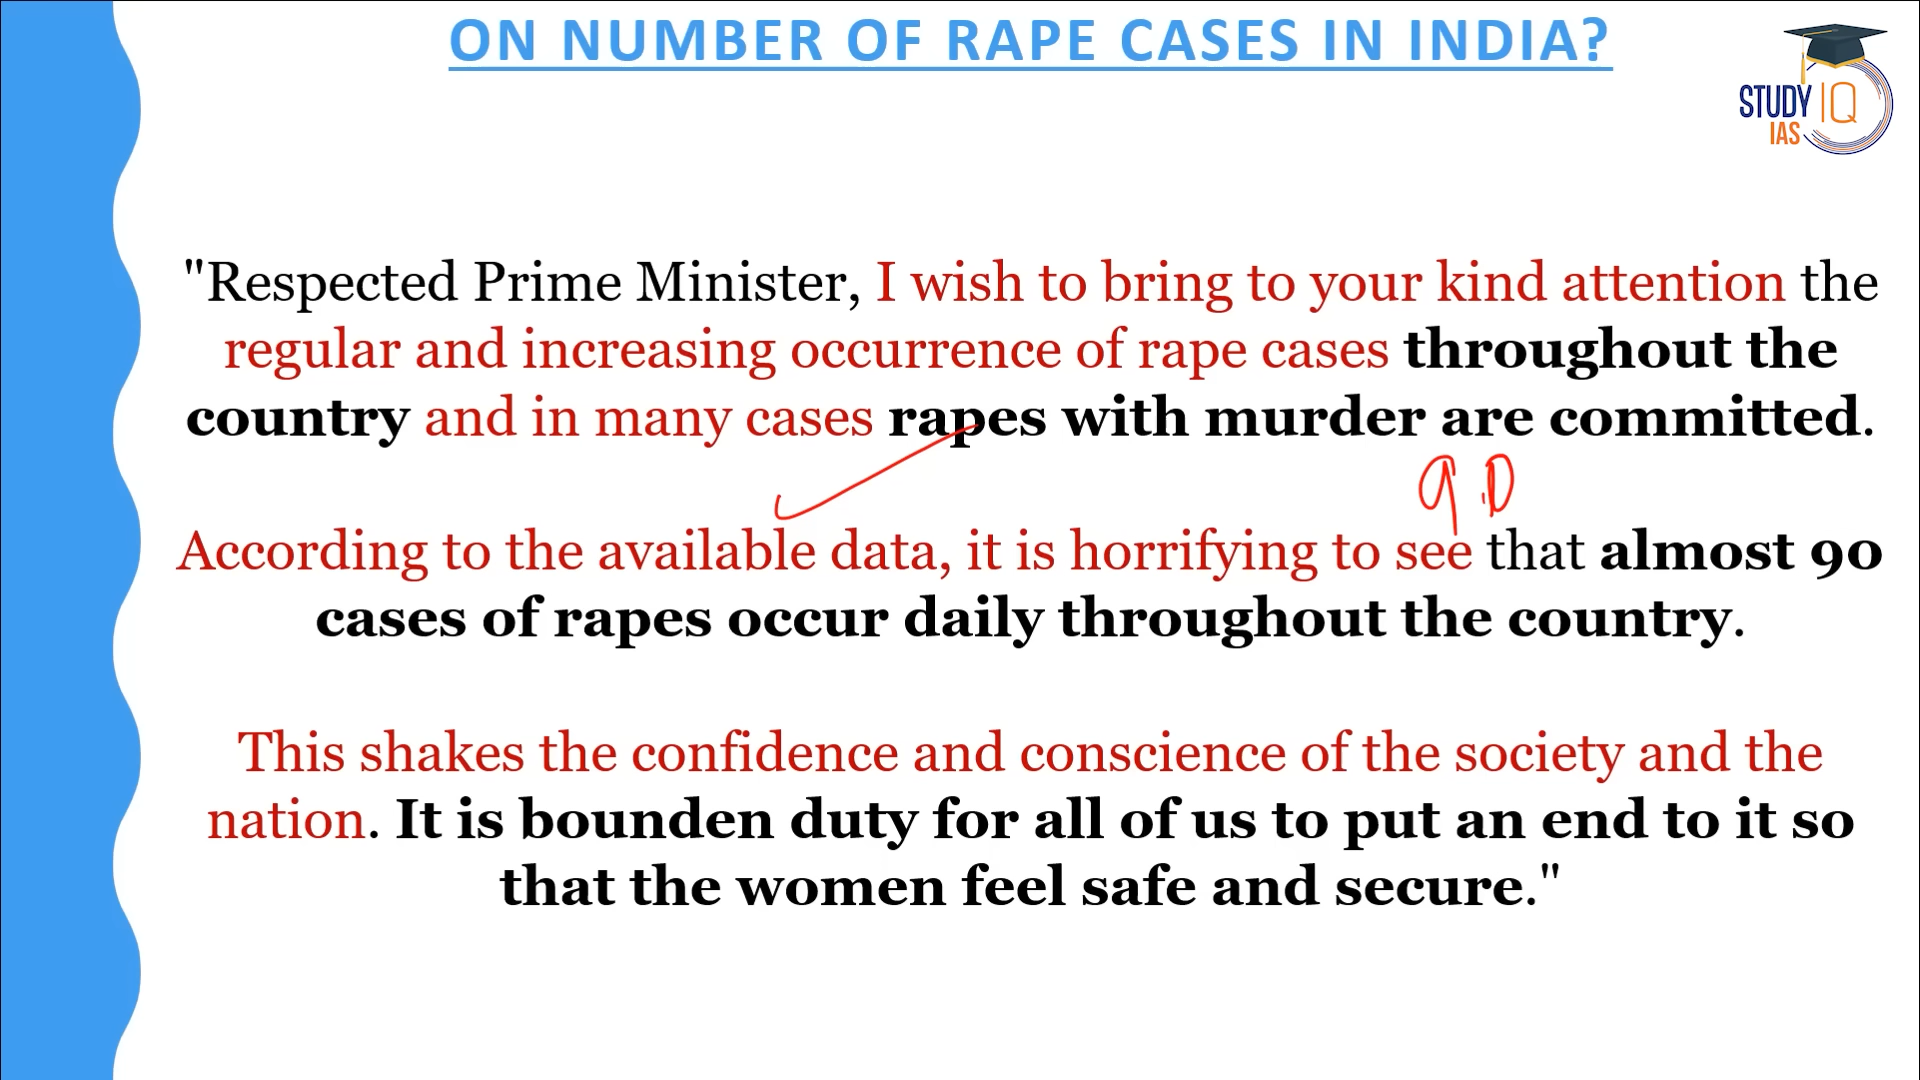 ON NUMBER OF RAPE CASES IN INDIA?
STUDY IQ
IAS
"Respected Prime Minister, I wish to bring to your kind attention the
regular and increasing occurrence of rape cases throughout the
country and in many cases rapes with murder are committed.
90
According to the available data, it is horrifying to see that almost 90
cases of rapes occur daily throughout the country.
This shakes the confidence and conscience of the society and the
nation. It is bounden duty for all of us to put an end to it so
that the women feel safe and secure."